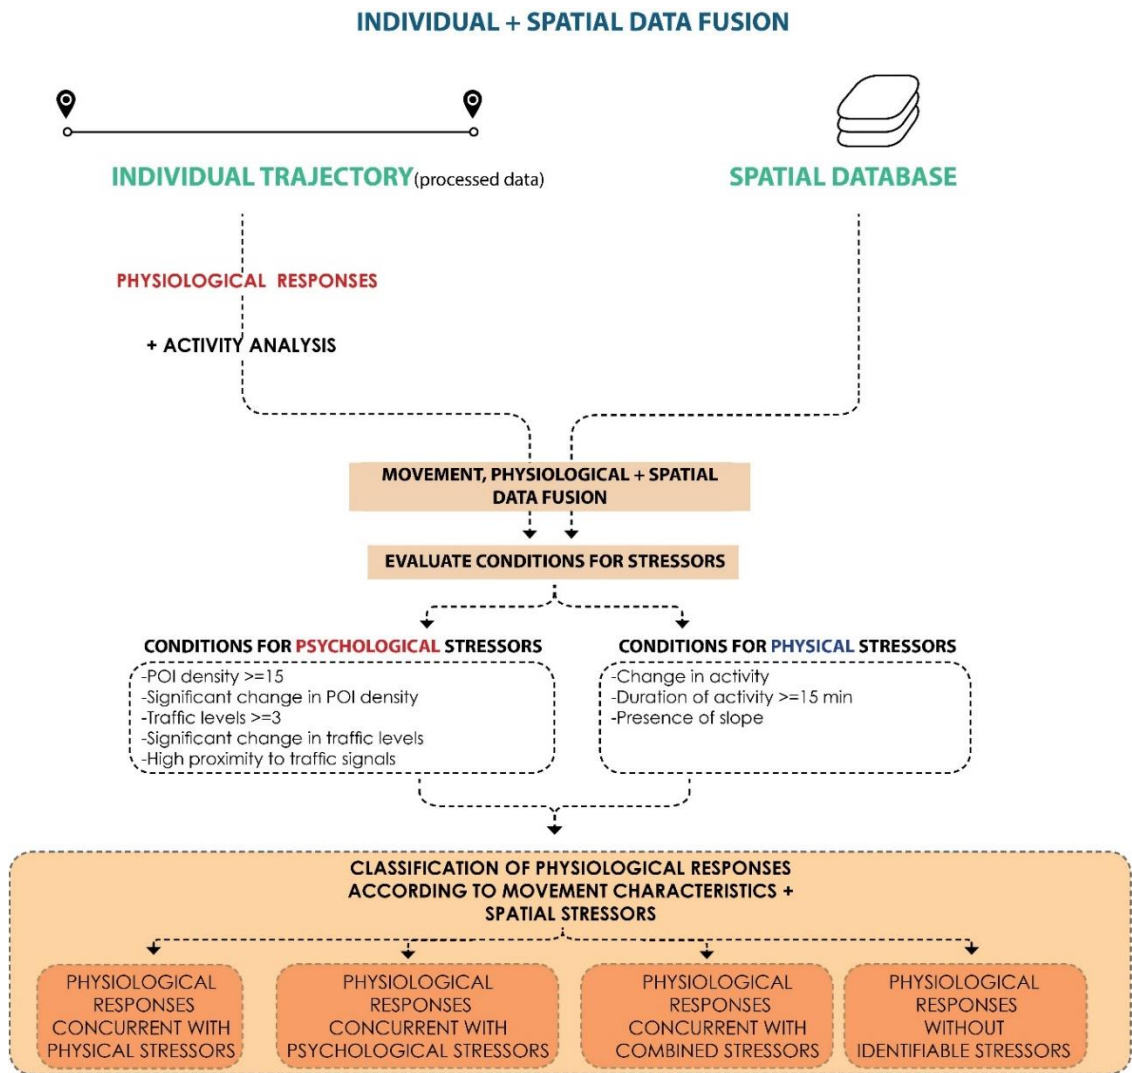 INDIVIDUAL + SPATIAL DATA FUSION
INDIVIDUAL TRAJECTORY (processed data)
SPATIAL DATABASE
PHYSIOLOGICAL RESPONSES
+ ACTIVITY ANALYSIS
MOVEMENT, PHYSIOLOGICAL + SPATIAL
DATA FUSION
EVALUATE CONDITIONS FOR STRESSORS
CONDITIONS FOR PSYCHOLOGICAL STRESSORS
-POI density >=15
-Significant change in POI density
-Traffic levels >=3
-Significant change in traffic levels
-High proximity to traffic signals
CONDITIONS FOR PHYSICAL STRESSORS
-Change in activity
-Duration of activity >=15 min
-Presence of slope
CLASSIFICATION OF PHYSIOLOGICAL RESPONSES
ACCORDING TO MOVEMENT CHARACTERISTICS +
SPATIAL STRESSORS
PHYSIOLOGICAL
RESPONSES
CONCURRENT WITH
PHYSICAL STRESSORS
PHYSIOLOGICAL
RESPONSES
CONCURRENT WITH
PSYCHOLOGICAL STRESSORS
PHYSIOLOGICAL
RESPONSES
CONCURRENT WITH
COMBINED STRESSORS
PHYSIOLOGICAL
RESPONSES
WITHOUT
IDENTIFIABLE STRESSORS